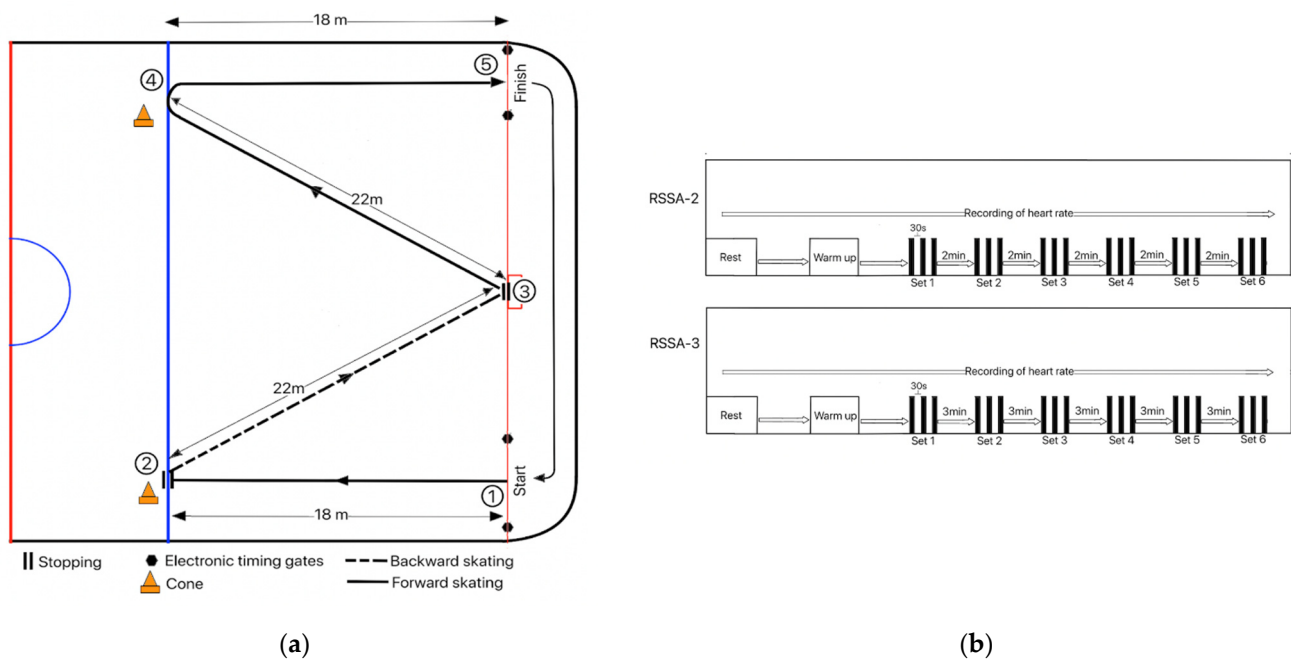 18 m
④
⑤
Finish
22m
③
22m
②
①
Start
18 m
Stopping
Electronic timing gates
Backward skating
Cone
Forward skating
(a)
RSSA-2
Recording of heart rate
30s
Rest
Warm up
2min
2min
2min
2min
2min
Set 1
Set 2
Set 3
Set 4
Set 5
Set 6
RSSA-3
Recording of heart rate
30s
Rest
Warm up
3min
3min
3min
3min
3min
Set 1
Set 2
Set 3
Set 4
Set 5
Set 6
(b)